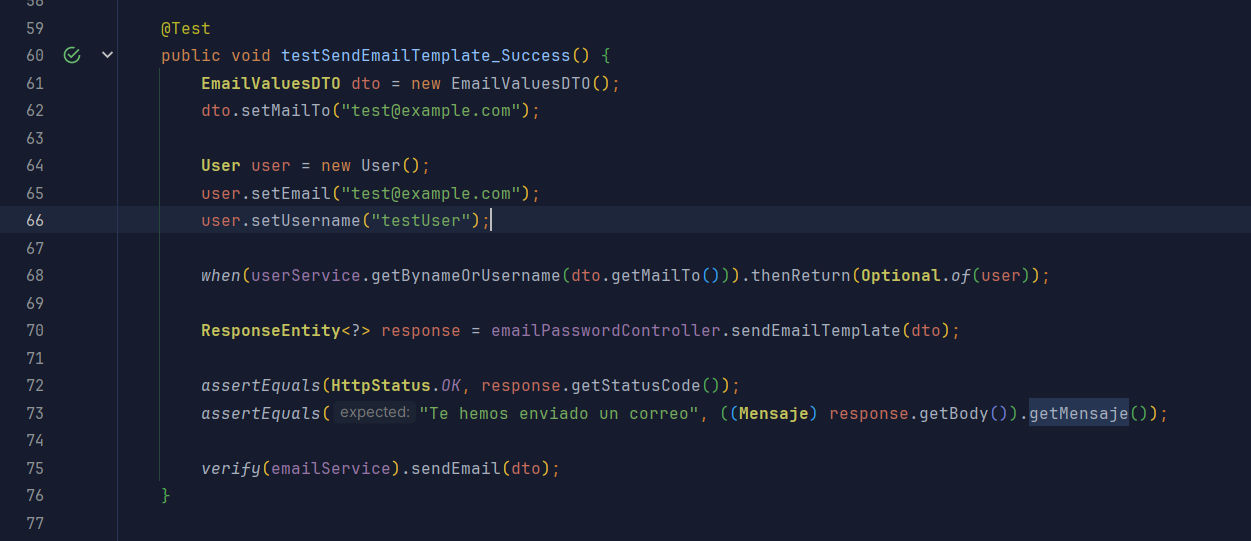 58
59 @Test
60 public void testSendEmailTemplate_Success() {
61 EmailValuesDTO dto = new EmailValuesDTO();
62 dto.setMailTo("test@example.com");
63
64 User user = new User();
65 user.setEmail("test@example.com");
66 user.setUsername("testUser");
67
68 when(userService.getBynameOrUsername(dto.getMailTo())).thenReturn(Optional.of(user));
69
70 ResponseEntity<?> response = emailPasswordController.sendEmailTemplate(dto);
71
72 assertEquals(HttpStatus.OK, response.getStatusCode());
73 assertEquals( expected: "Te hemos enviado un correo", ((Mensaje) response.getBody()).getMensaje());
74
75 verify(emailService).sendEmail(dto);
76 }
77